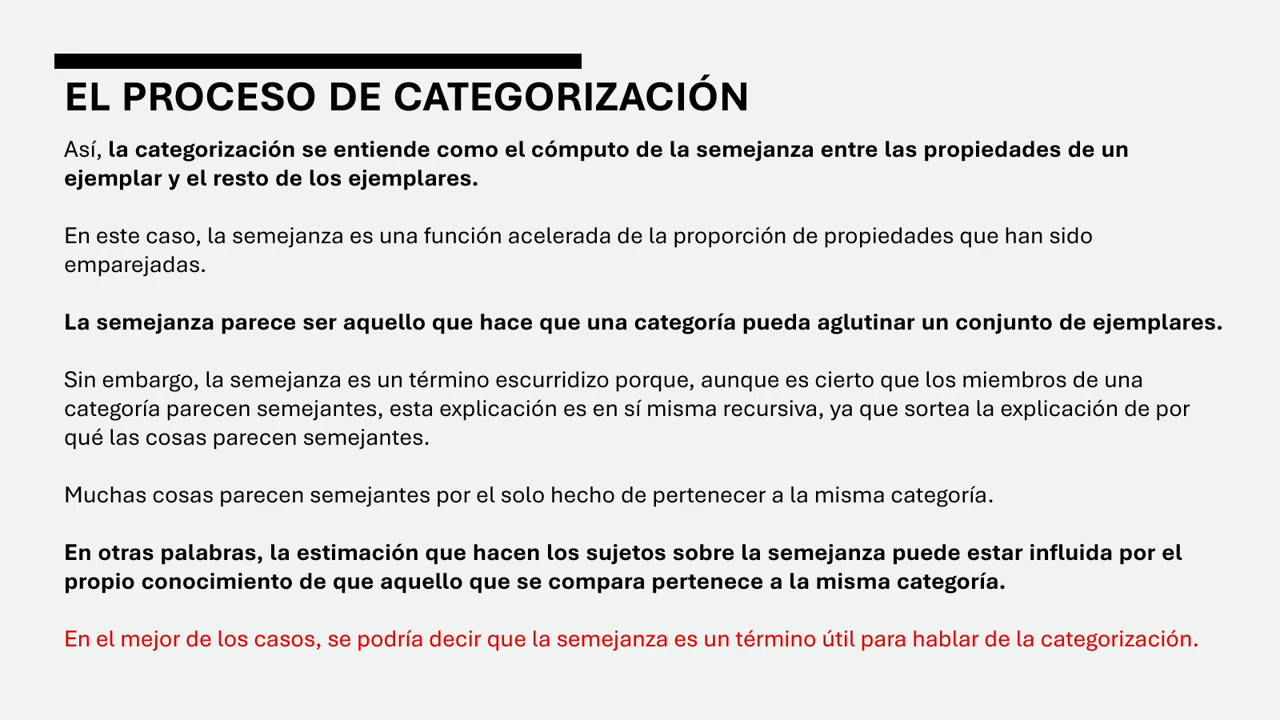 EL PROCESO DE CATEGORIZACIÓN
Así, la categorización se entiende como el cómputo de la semejanza entre las propiedades de un
ejemplar y el resto de los ejemplares.
En este caso, la semejanza es una función acelerada de la proporción de propiedades que han sido
emparejadas.
La semejanza parece ser aquello que hace que una categoría pueda aglutinar un conjunto de ejemplares.
Sin embargo, la semejanza es un término escurridizo porque, aunque es cierto que los miembros de una
categoría parecen semejantes, esta explicación es en sí misma recursiva, ya que sortea la explicación de por
qué las cosas parecen semejantes.
Muchas cosas parecen semejantes por el solo hecho de pertenecer a la misma categoría.
En otras palabras, la estimación que hacen los sujetos sobre la semejanza puede estar influida por el
propio conocimiento de que aquello que se compara pertenece a la misma categoría.
En el mejor de los casos, se podría decir que la semejanza es un término útil para hablar de la categorización.